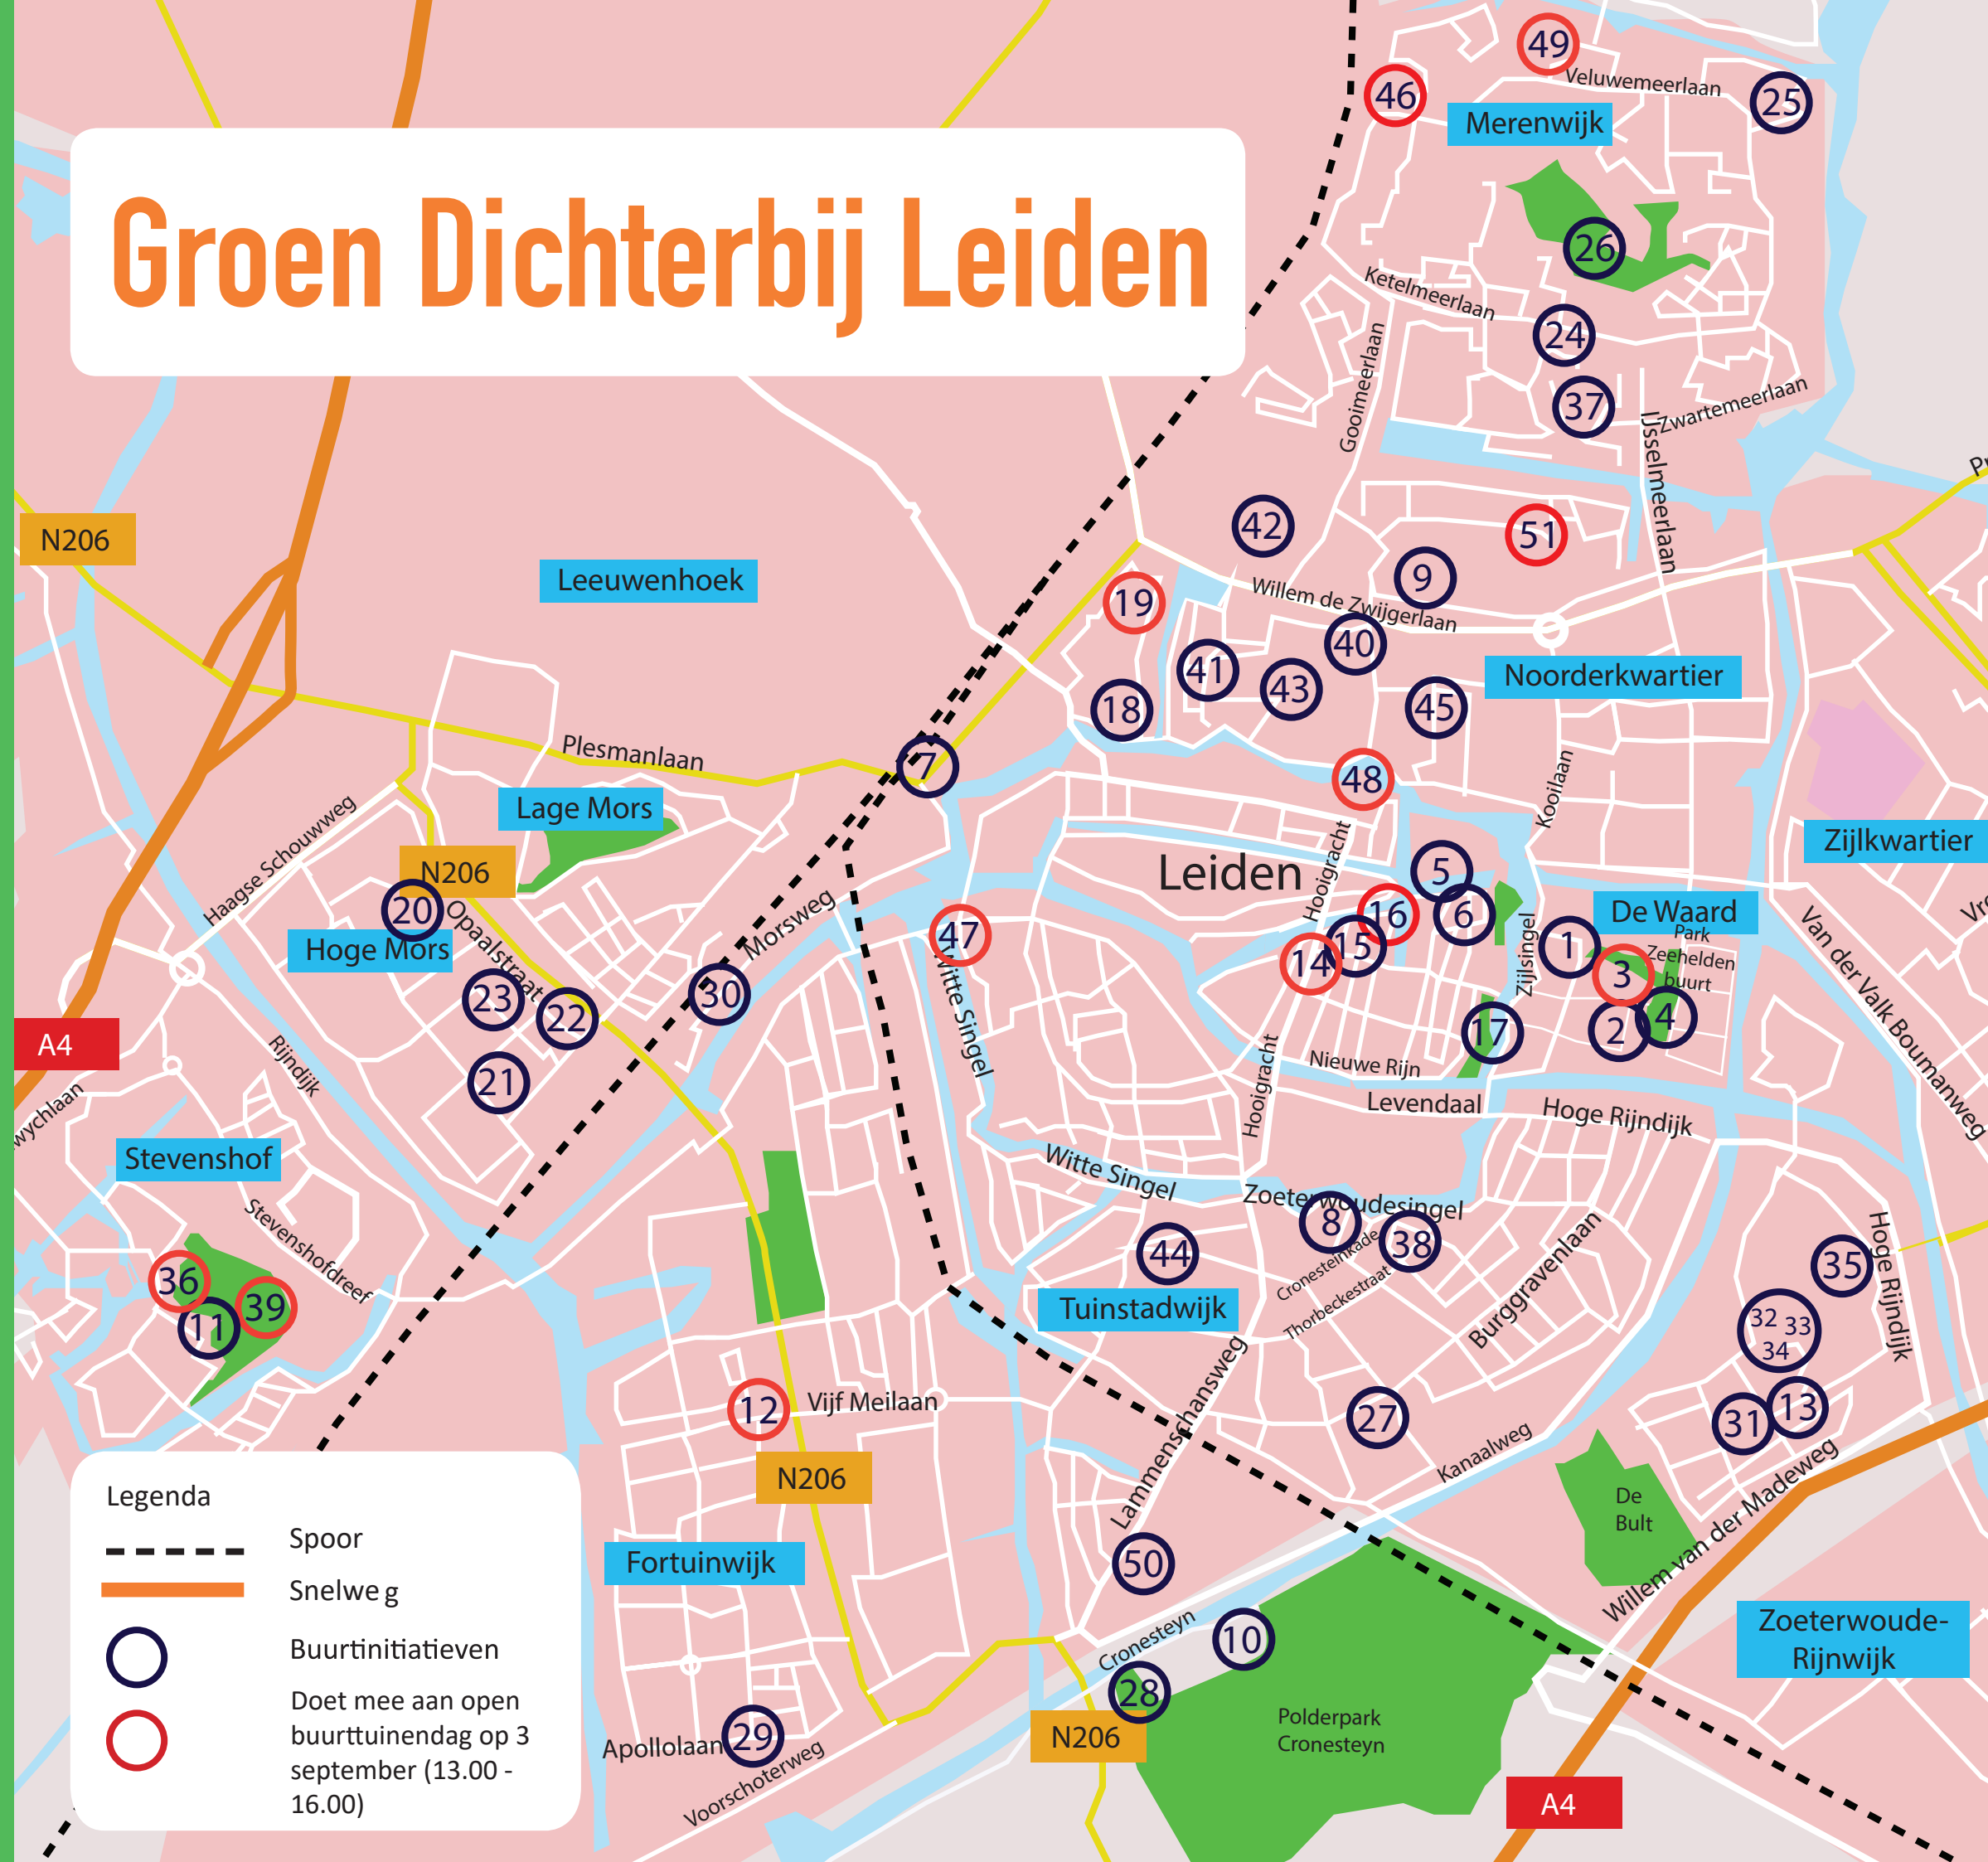 49
Veluwemeerlaan
46
25
Merenwijk
Groen Dichterbij Leiden
26
Ketelmeerlaan
24
Gooimeerlaan
37
Zwartemeerlaan
IJsselmeerlaan
N206
42
51
Leeuwenhoek
9
Willem de Zwijgerlaan
19
40
41
43
Noorderkwartier
18
45
Plesmanlaan
7
48
Kooilaan
Lage Mors
Haagse Schouwweg
Zijlkwartier
N206
Leiden
Hooigracht
5
20
Opaalstraat
Morsweg
16
6
De Waard
Park
Zeehelden
buurt
Hoge Mors
47
14
15
Zijlsingel
1
3
Van der Valk Boumanweg
23
22
30
Witte Singel
17
2
4
A4
Rijndijk
21
Nieuwe Rijn
Hooigracht
Levendaal
Hoge Rijndijk
wychlaan
Stevenshof
Witte Singel
Zoeterwoudesingel
Stevenshofdreef
8
38
44
Cronesteinkade
Thorbeckestraat
Burggravenlaan
35
Hoge Rijndijk
36
39
11
Tuinstadwijk
32 33
34
12
Vijf Meilaan
Lammenschansweg
27
31
13
Kanaalweg
N206
De
Bult
Willem van der Madeweg
Fortuinwijk
50
Cronesteyn
10
Zoeterwoude-
Rijnwijk
28
Polderpark
Cronesteyn
N206
Apollolaan
29
Voorschoterweg
A4
Legenda
Spoor
Snelweg
Buurtinitiatieven
Doet mee aan open
buurttuinendag op 3
september (13.00 -
16.00)